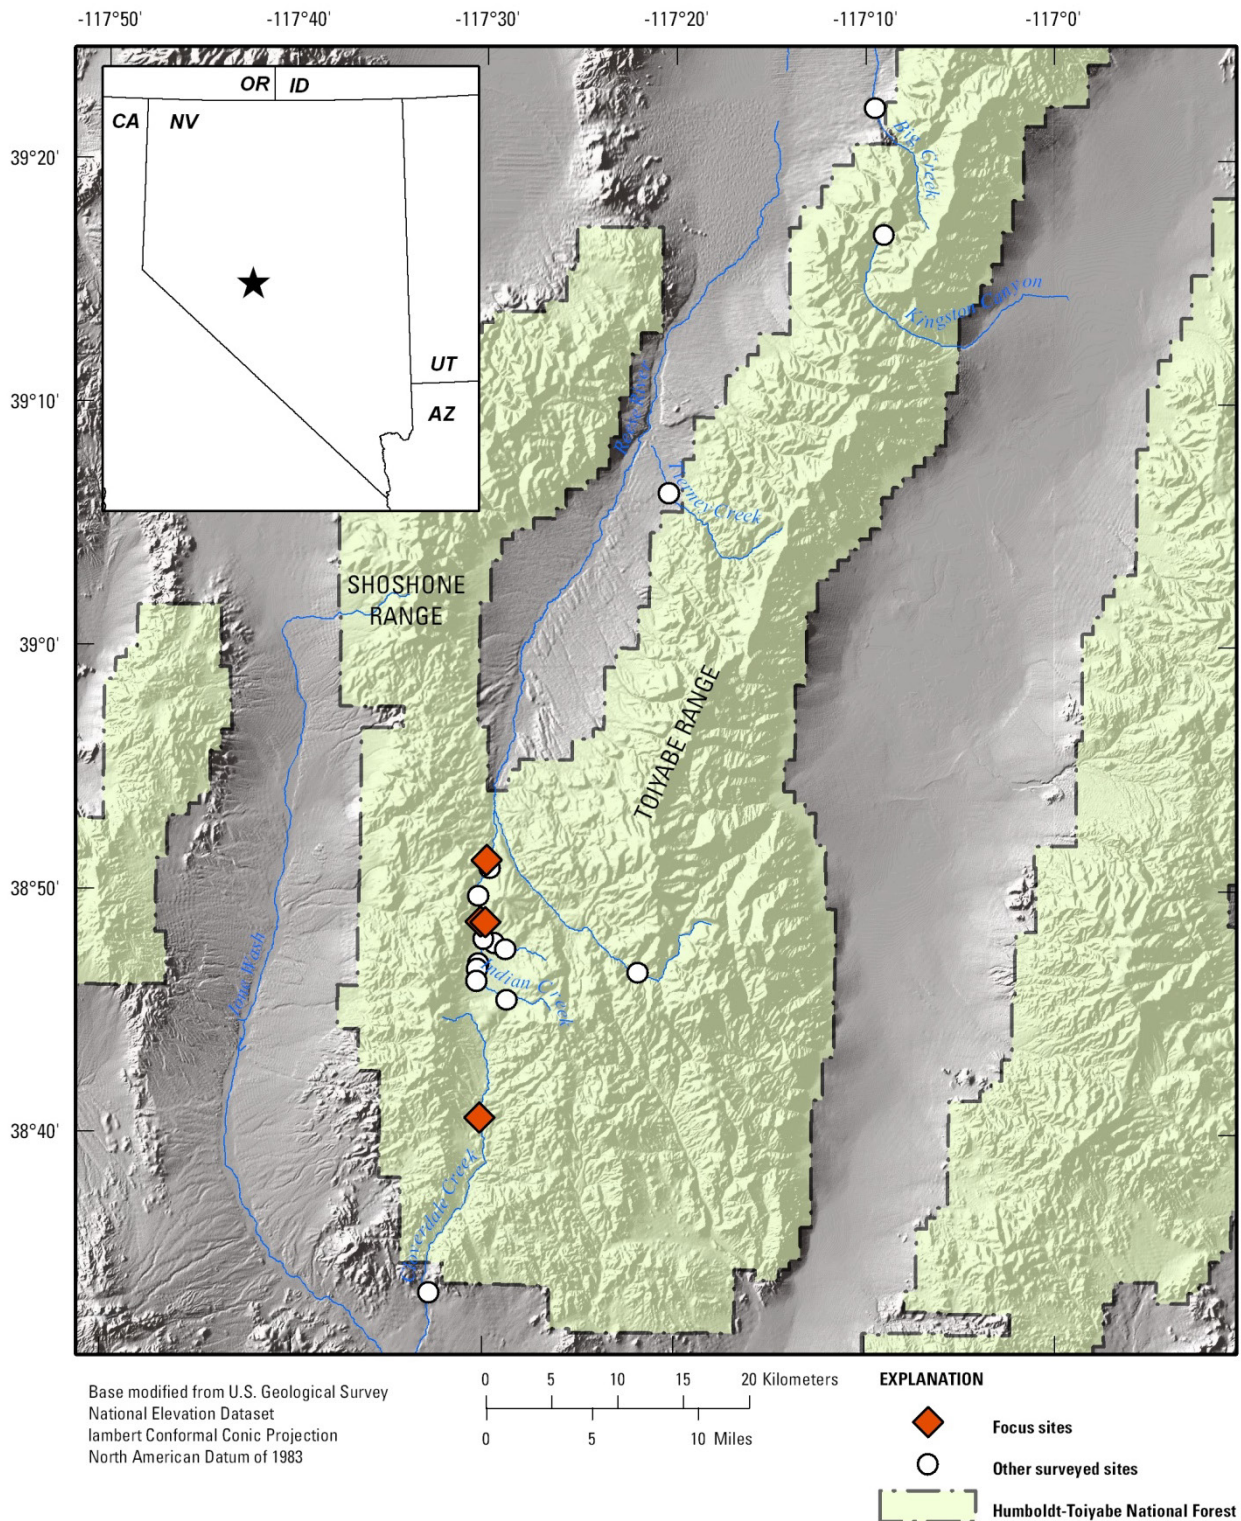 -117°50' -117°40' -117°30' -117°20' -117°10' -117°0'
OR ID
CA NV
39°20'
Big Creek
Kingston Canyon
UT
AZ
39°10'
Reese River
Tierney Creek
SHOSHONE
RANGE
39°0'
TOIYABE RANGE
38°50'
Ione Wash
Indian Creek
38°40'
Cloverdale Creek
Base modified from U.S. Geological Survey
National Elevation Dataset
lambert Conformal Conic Projection
North American Datum of 1983
0 5 10 15 20 Kilometers
0 5 10 Miles
EXPLANATION
Focus sites
Other surveyed sites
Humboldt-Toiyabe National Forest